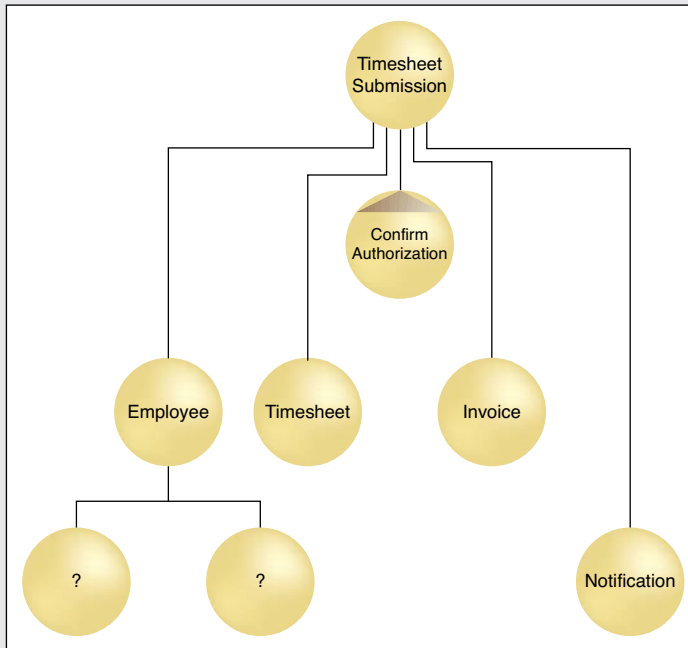 Timesheet
Submission
Confirm
Authorization
Employee
Timesheet
Invoice
?
?
Notification